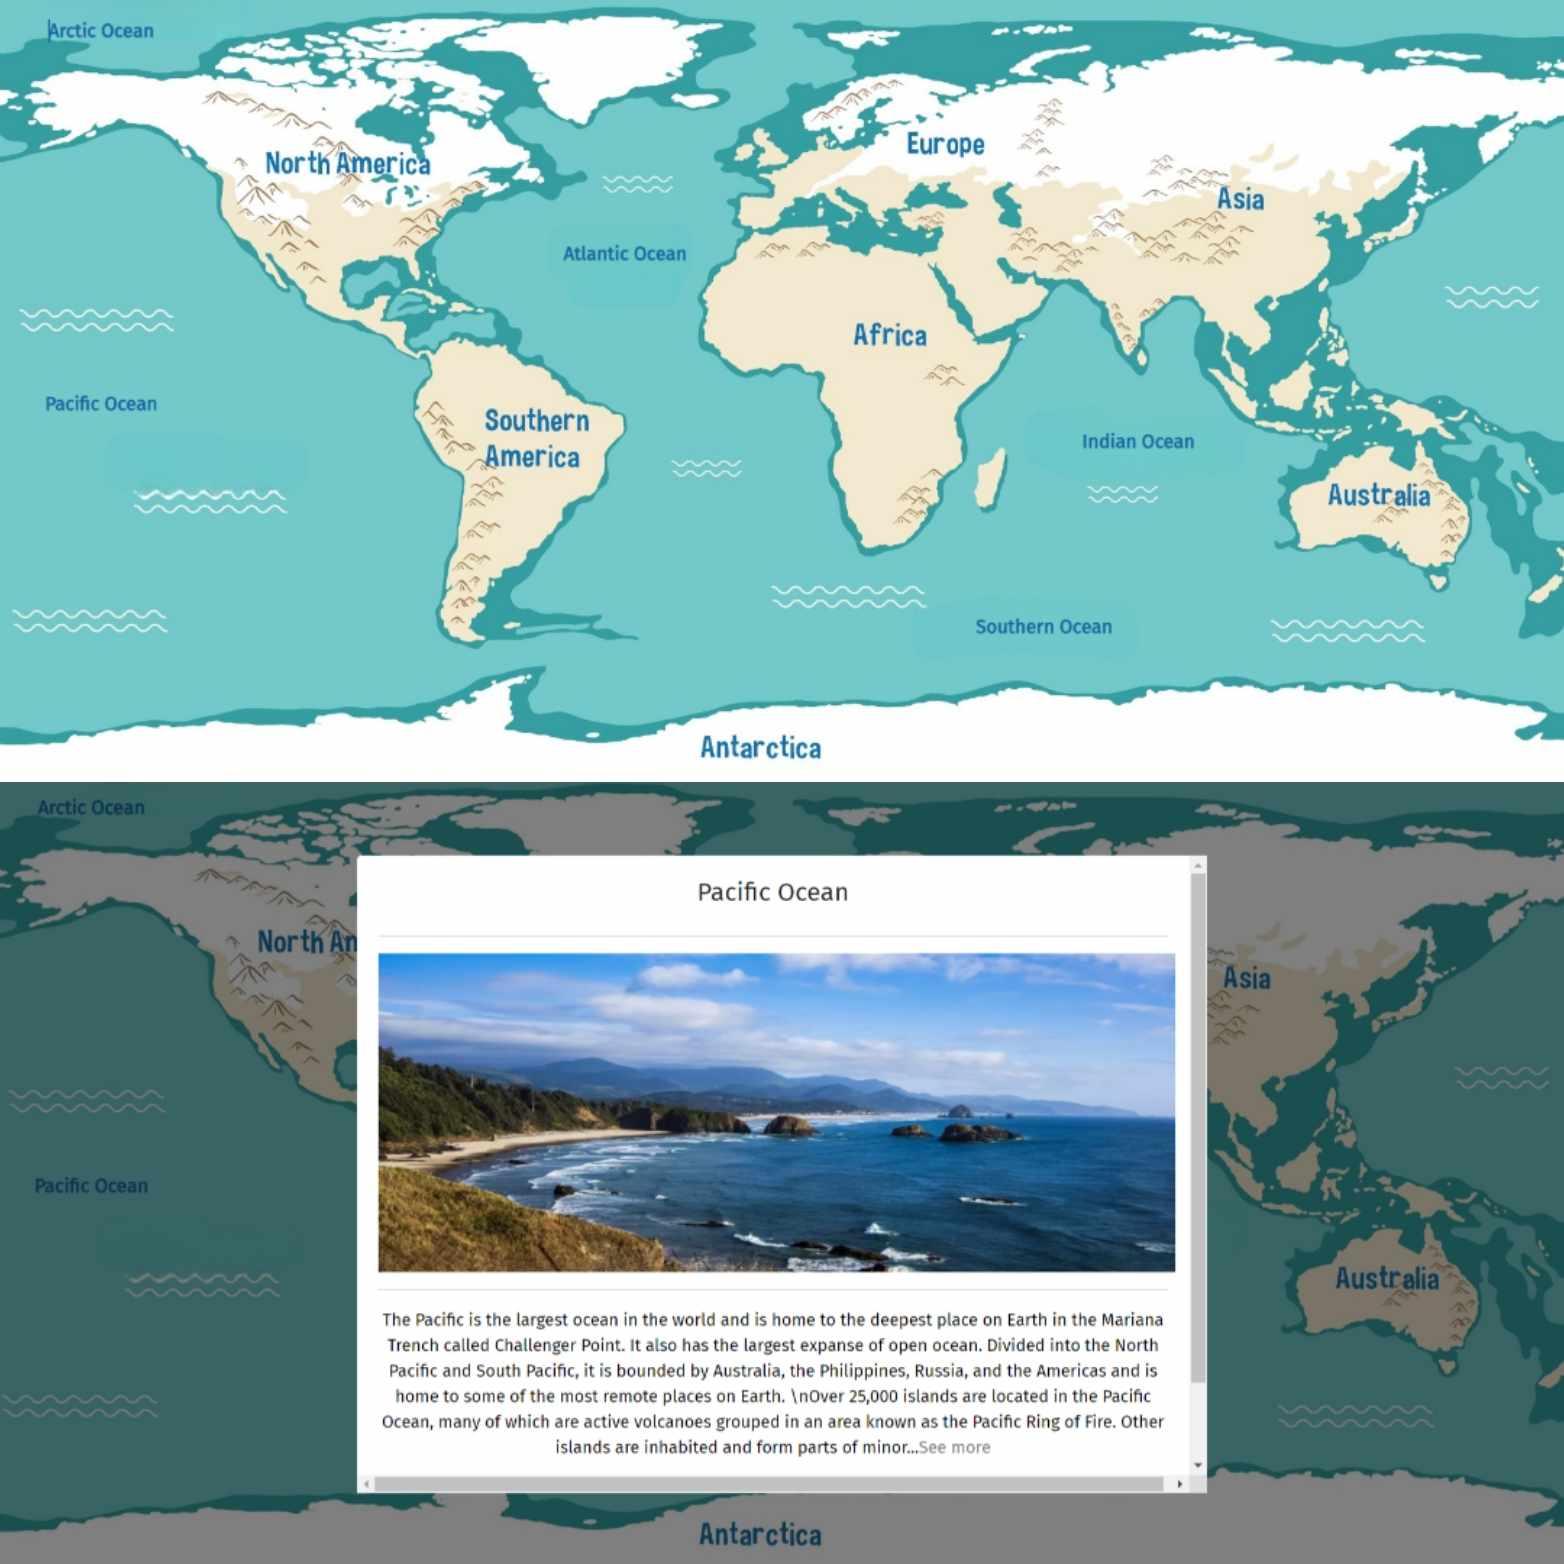 Arctic Ocean
North America
Europe
Asia
Atlantic Ocean
Africa
Pacific Ocean
Southern
America
Indian Ocean
Australia
Southern Ocean
Antarctica
Arctic Ocean
Pacific Ocean
North An
Asia
Pacific Ocean
Australia
The Pacific is the largest ocean in the world and is home to the deepest place on Earth in the Mariana
Trench called Challenger Point. It also has the largest expanse of open ocean. Divided into the North
Pacific and South Pacific, it is bounded by Australia, the Philippines, Russia, and the Americas and is
home to some of the most remote places on Earth. \nOver 25,000 islands are located in the Pacific
Ocean, many of which are active volcanoes grouped in an area known as the Pacific Ring of Fire. Other
islands are inhabited and form parts of minor...See more
Antarctica